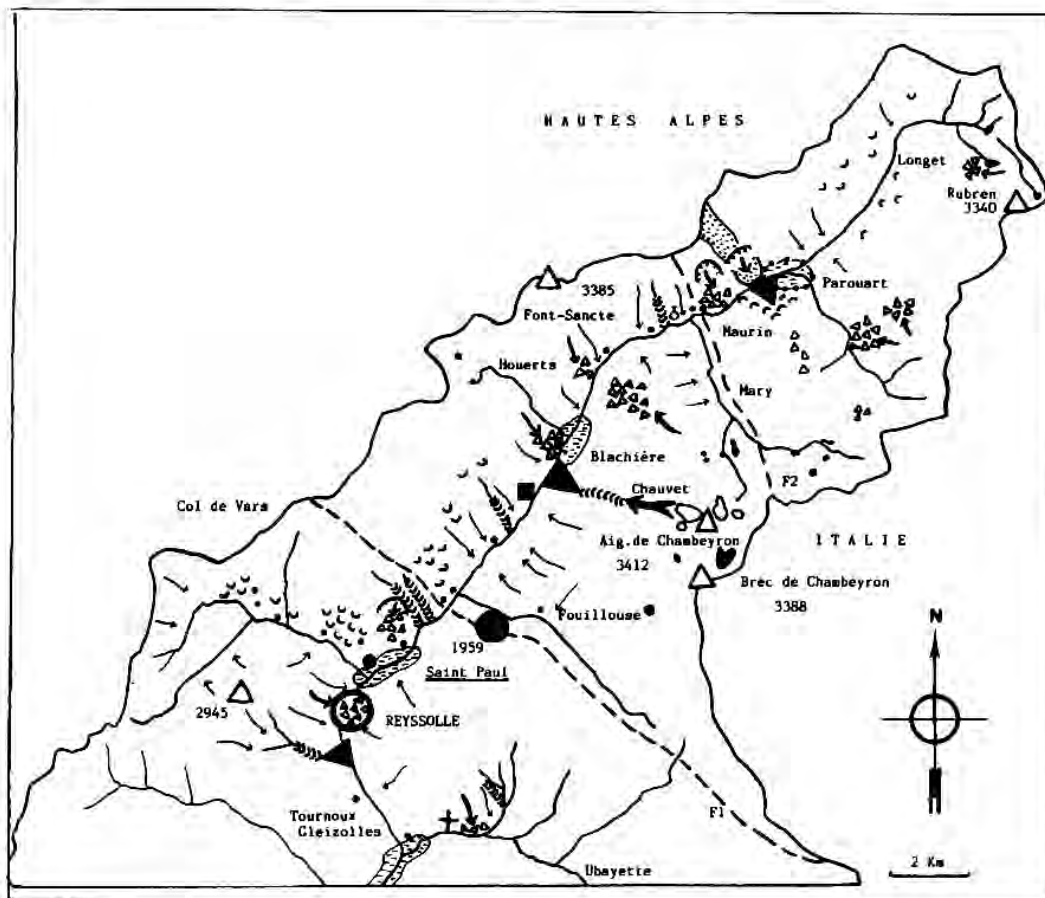 HAUTES ALPES
Longet
Rubren
3340
3385
Parouart
Font-Sancte
Maurin
Houerts
Mary
Blachière
F2
Chauvet
Col de Vars
Aig.de Chambeyron
3412
ITALIE
Brec de Chambeyron
3388
Fouillouse
N
1959
Saint Paul
2945
REYSSOLLE
F1
Tournoux
Gleizolles
Ubayette
2 Km